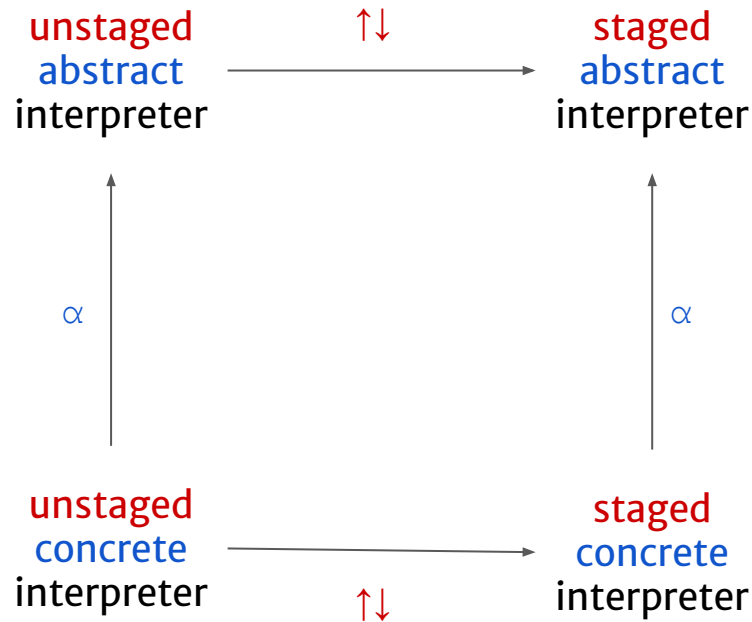 unstaged
abstract
interpreter
↑↓
staged
abstract
interpreter
α
α
unstaged
concrete
interpreter
↑↓
staged
concrete
interpreter